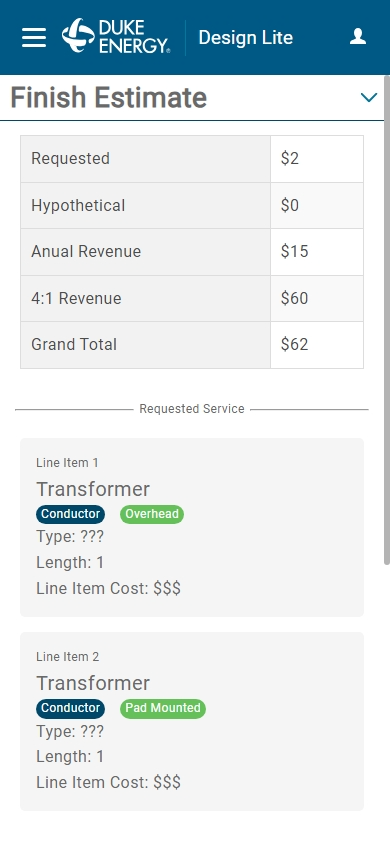 DUKE
ENERGY.
Design Lite
Finish Estimate
Requested $2
Hypothetical $0
Anual Revenue $15
4:1 Revenue $60
Grand Total $62
Requested Service
Line Item 1
Transformer
Conductor Overhead
Type: ???
Length: 1
Line Item Cost: $$$
Line Item 2
Transformer
Conductor Pad Mounted
Type: ???
Length: 1
Line Item Cost: $$$